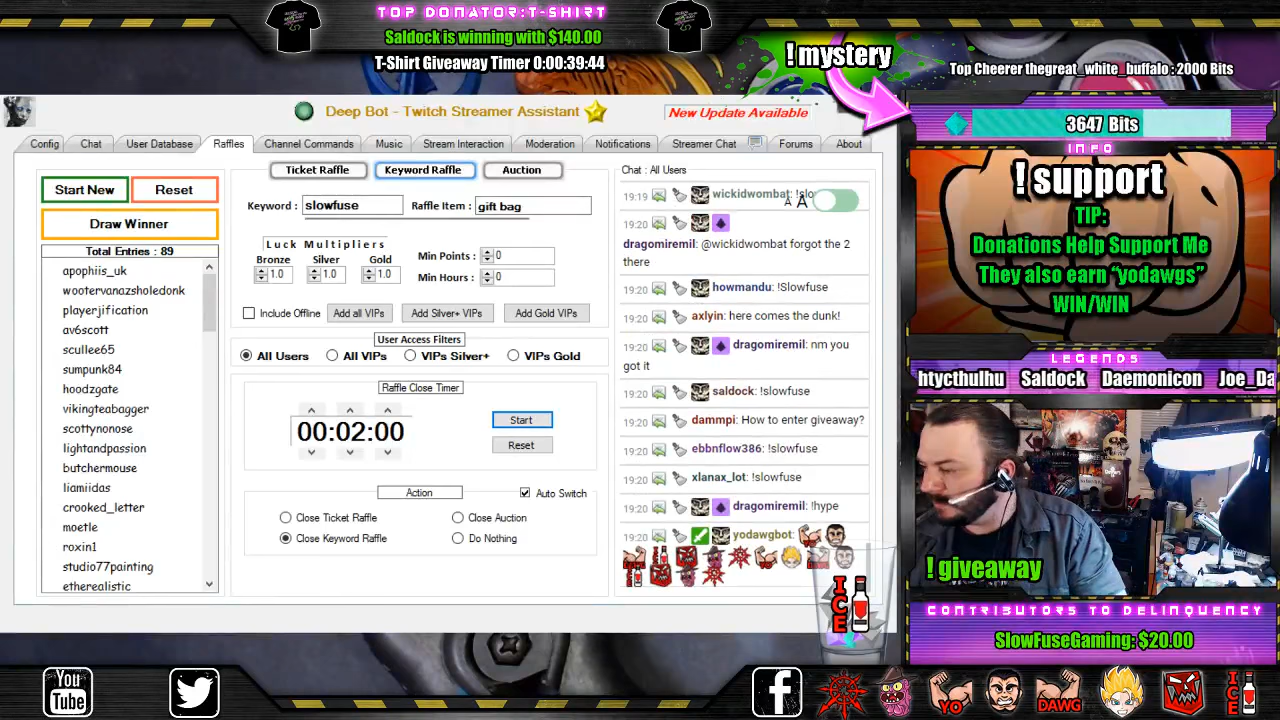 TOP DONATOR:T-SHIRT
Saldock is winning with $140.00
T-Shirt Giveaway Timer 0:00:39:44
! mystery
Top Cheerer thegreat_white_buffalo : 2000 Bits
3647 Bits
Deep Bot - Twitch Streamer Assistant
New Update Available
Config
Chat
User Database
Raffles
Channel Commands
Music
Stream Interaction
Moderation
Notifications
Streamer Chat
Forums
About
Start New
Reset
Draw Winner
Total Entries : 89
apophiis_uk
wootervanazsholedonk
playerjification
av6scott
scullee65
sumpunk84
hoodzgate
vikingteabagger
scottynonose
lightning6681
butchermouse
liamiidas
crooked_letter
moetle
roxin1
studio77painting
etherealistic
Ticket Raffle
Keyword Raffle
Auction
Keyword : slowfuse
Raffle Item : gift bag
Luck Multipliers
Bronze
Silver
Gold
1.0
1.0
1.0
Min Points : 0
Min Hours : 0
Include Offline
Add all VIPs
Add Silver+ VIPs
Add Gold VIPs
User Access Filters
All Users
All VIPs
VIPs Silver+
VIPs Gold
Raffle Close Timer
00:02:00
Start
Reset
Action
Auto Switch
Close Ticket Raffle
Close Auction
Close Keyword Raffle
Do Nothing
Chat : All Users
19:19 wickidwombat: !slo
A A
19:20
dragomiremil: @wickidwombat forgot the 2
there
19:20 howmandu: !Slowfuse
19:20 axlyin: here comes the dunk!
19:20 dragomiremil: nm you
got it
19:20 saldock: !slowfuse
19:20 dammpi: How to enter giveaway?
19:20 ebbnflow386: !slowfuse
19:20 xlanax_lot: !slowfuse
19:20 dragomiremil: !hype
19:20 yodawgbot:
ICE
INFO
! support
TIP:
Donations Help Support Me
They also earn “yodawgs”
WIN/WIN
LEGENDS
htycthulhu Saldock Daemonicon Joe_Da
! giveaway
CONTRIBUTORS TO DELINQUENCY
SlowFuseGaming: $20.00
You
Tube
f
YO
DAWG
ICE